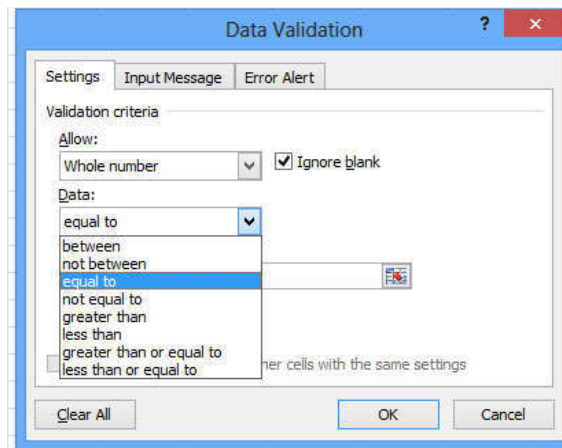 Data Validation ?
Settings Input Message Error Alert
Validation criteria
Allow:
Whole number Ignore blank
Data:
equal to
between
not between
equal to
not equal to
greater than
less than
greater than or equal to
less than or equal to
cells with the same settings
Clear All OK Cancel